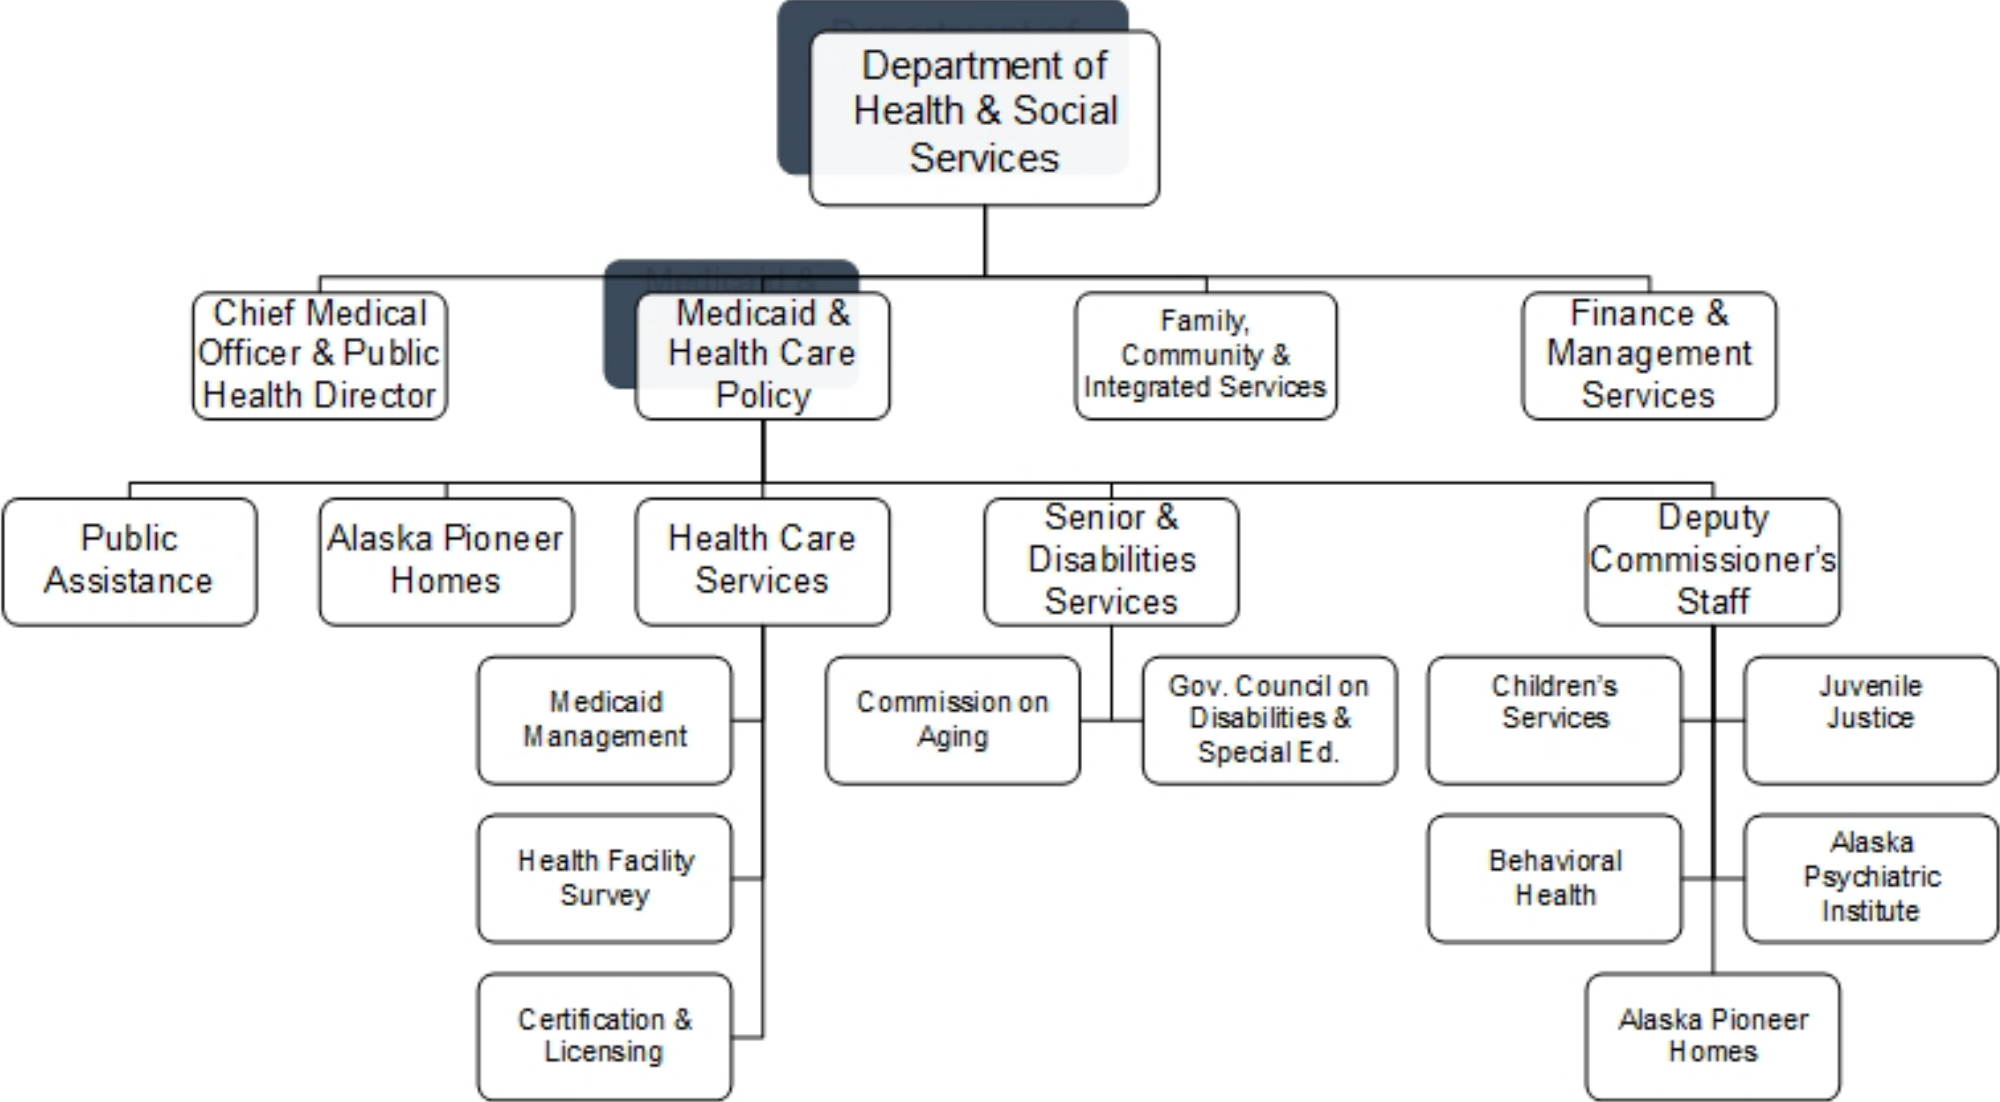 Department of
Health & Social
Services
Chief Medical
Officer & Public
Health Director
Medicaid &
Medicaid &
Health Care
Policy
Family,
Community &
Integrated Services
Finance &
Management
Services
Public
Assistance
Alaska Pioneer
Homes
Health Care
Services
Senior &
Disabilities
Services
Deputy
Commissioner's
Staff
Medicaid
Management
Commission on
Aging
Gov. Council on
Disabilities &
Special Ed.
Children's
Services
Juvenile
Justice
Health Facility
Survey
Behavioral
Health
Alaska
Psychiatric
Institute
Certification &
Licensing
Alaska Pioneer
Homes